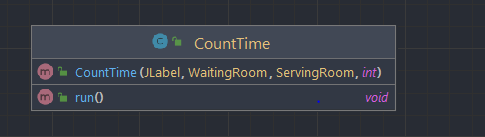 CountTime
CountTime(JLabel, WaitingRoom, ServingRoom, int)
run() void